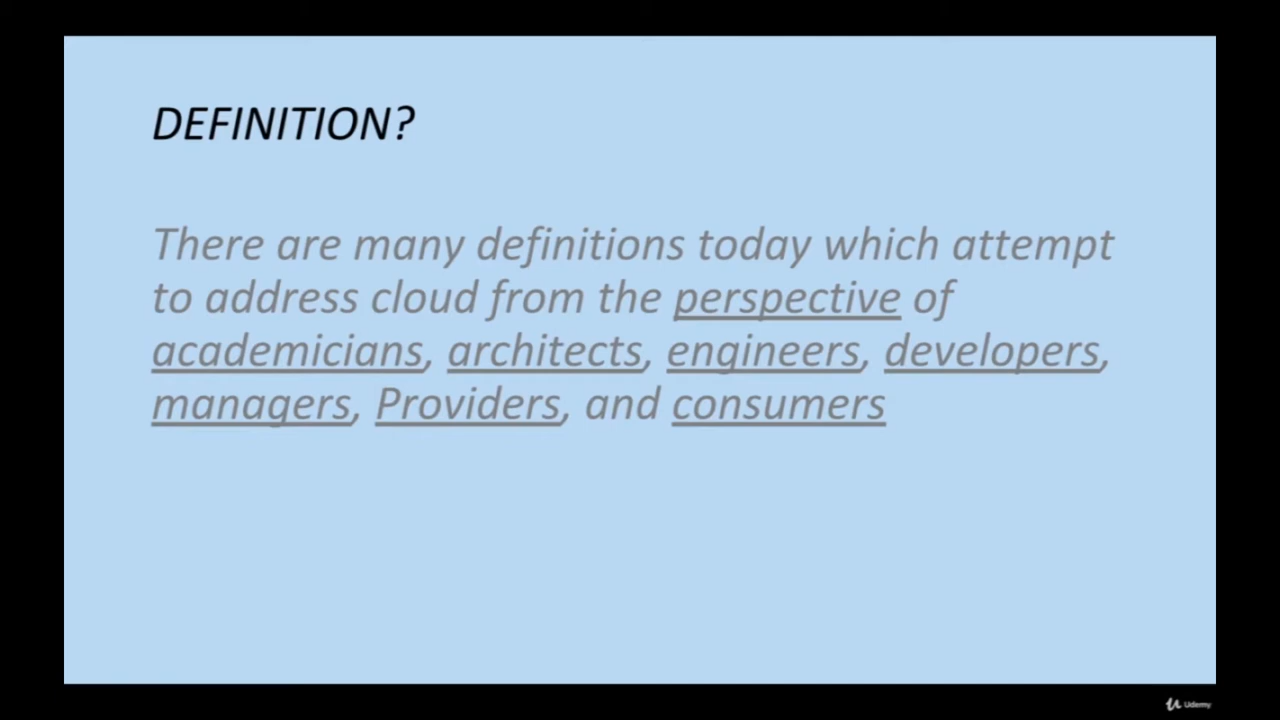 DEFINITION?
There are many definitions today which attempt
to address cloud from the perspective of
academicians, architects, engineers, developers,
managers, Providers, and consumers
Udemy